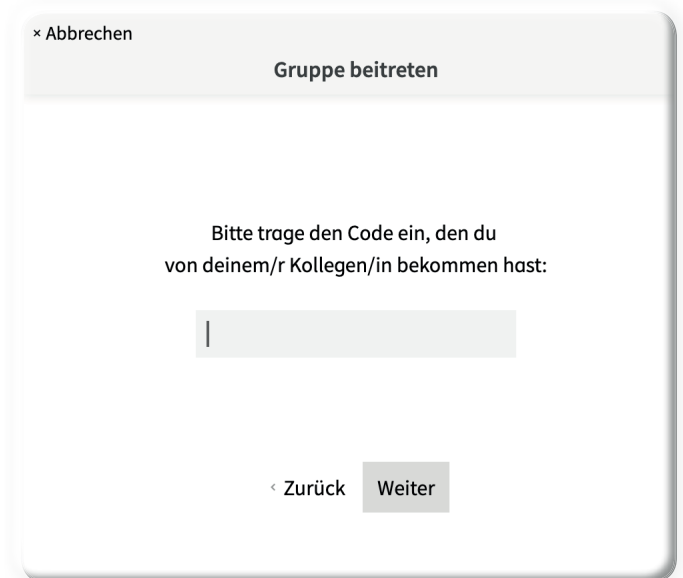 × Abbrechen
Gruppe beitreten
Bitte trage den Code ein, den du
von deinem/r Kollegen/in bekommen hast:
‹ Zurück Weiter